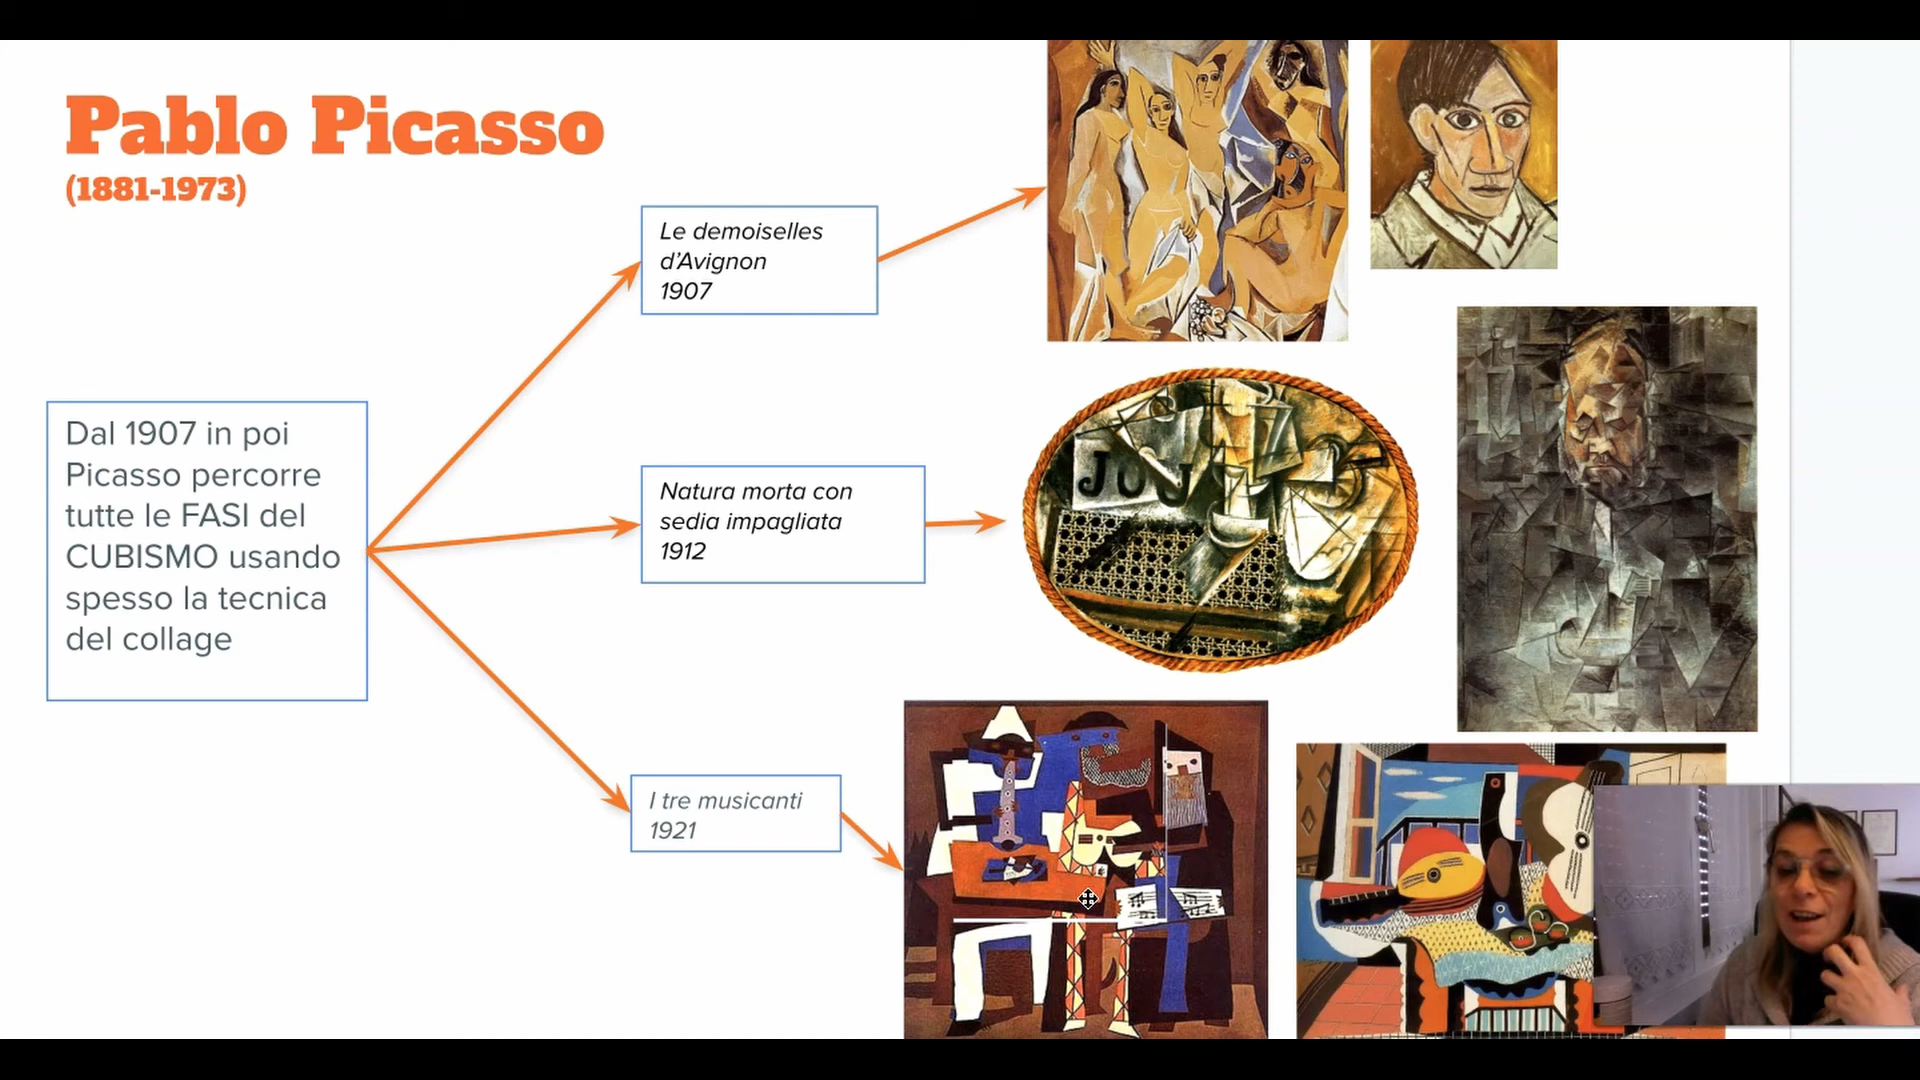 Pablo Picasso
(1881-1973)
Le demoiselles
d'Avignon
1907
Dal 1907 in poi
Picasso percorre
tutte le FASI del
CUBISMO usando
spesso la tecnica
del collage
Natura morta con
sedia impagliata
1912
JOU
I tre musicanti
1921